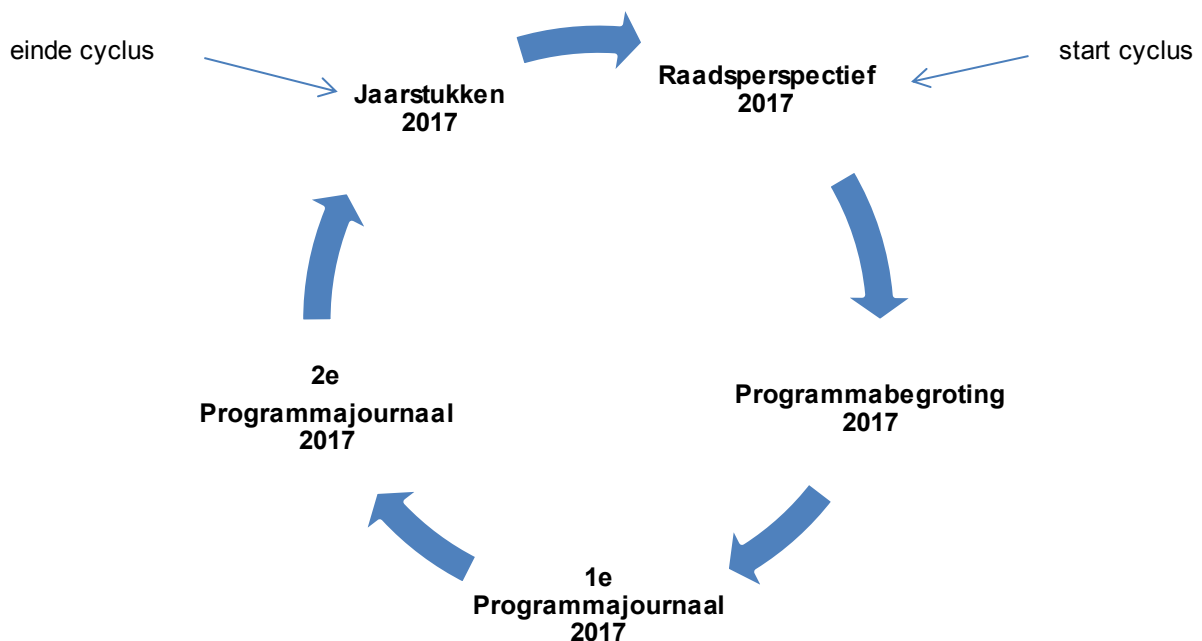 einde cyclus
start cyclus
Raadsperspectief
2017
Programmabegroting
2017
1e
Programmajournaal
2017
2e
Programmajournaal
2017
Jaarstukken
2017